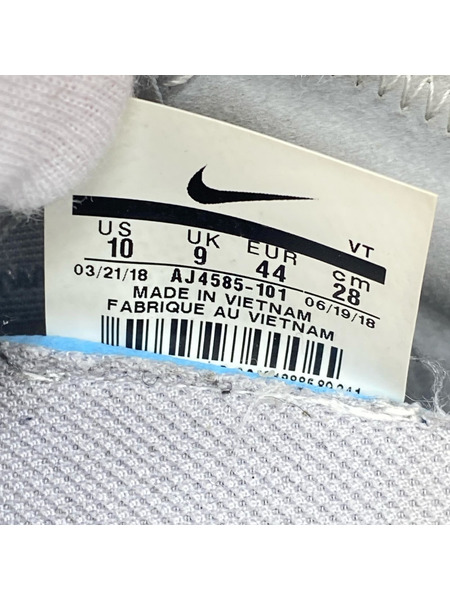 US UK EUR cm VT
10 9 44 28
03/21/18 AJ4585-101 06/19/18
MADE IN VIETNAM
FABRIQUE AU VIETNAM